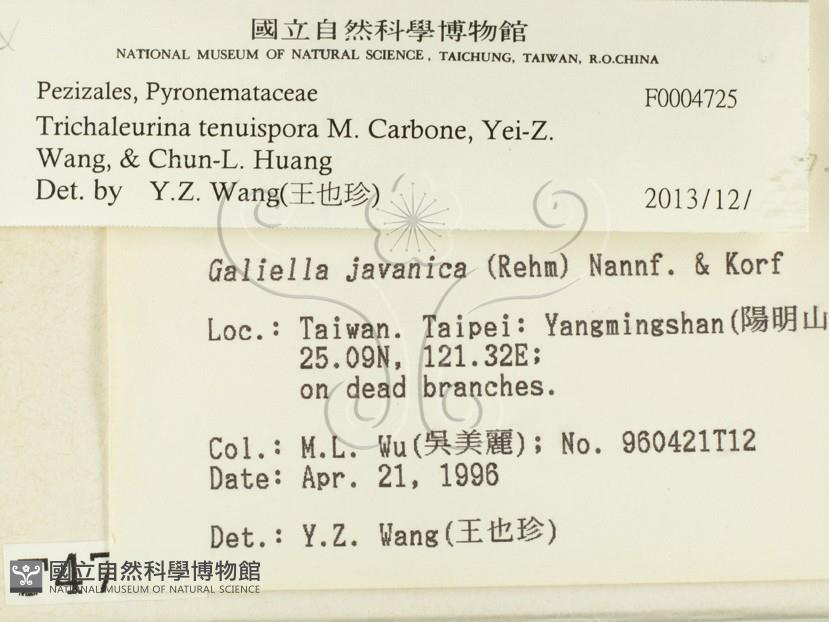 國立自然科學博物館
NATIONAL MUSEUM OF NATURAL SCIENCE, TAICHUNG, TAIWAN, R.O.CHINA
Pezizales, Pyronemataceae F0004725
Trichaleurina tenuispora M. Carbone, Yei-Z.
Wang, & Chun-L. Huang
Det. by Y.Z. Wang(王也珍) 2013/12/
Galiella javanica (Rehm) Nannf. & Korf
Loc.: Taiwan. Taipei: Yangmingshan(陽明山
25.09N, 121.32E;
on dead branches.
Col.: M.L. Wu(吳美麗); No. 960421T12
Date: Apr. 21, 1996
Det.: Y.Z. Wang(王也珍)
47
國立自然科學博物館
NATIONAL MUSEUM OF NATURAL SCIENCE